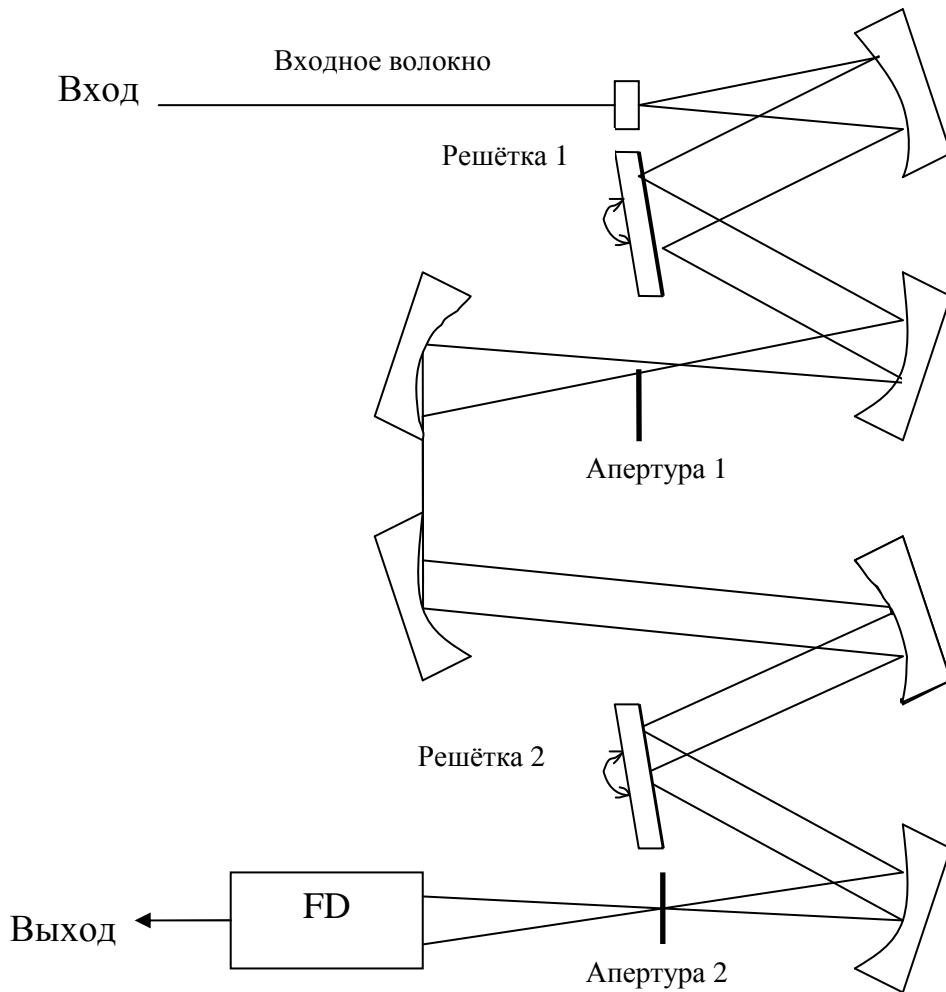 Входное волокно
Вход
Решётка 1
Апертура 1
Решётка 2
FD
Выход
Апертура 2